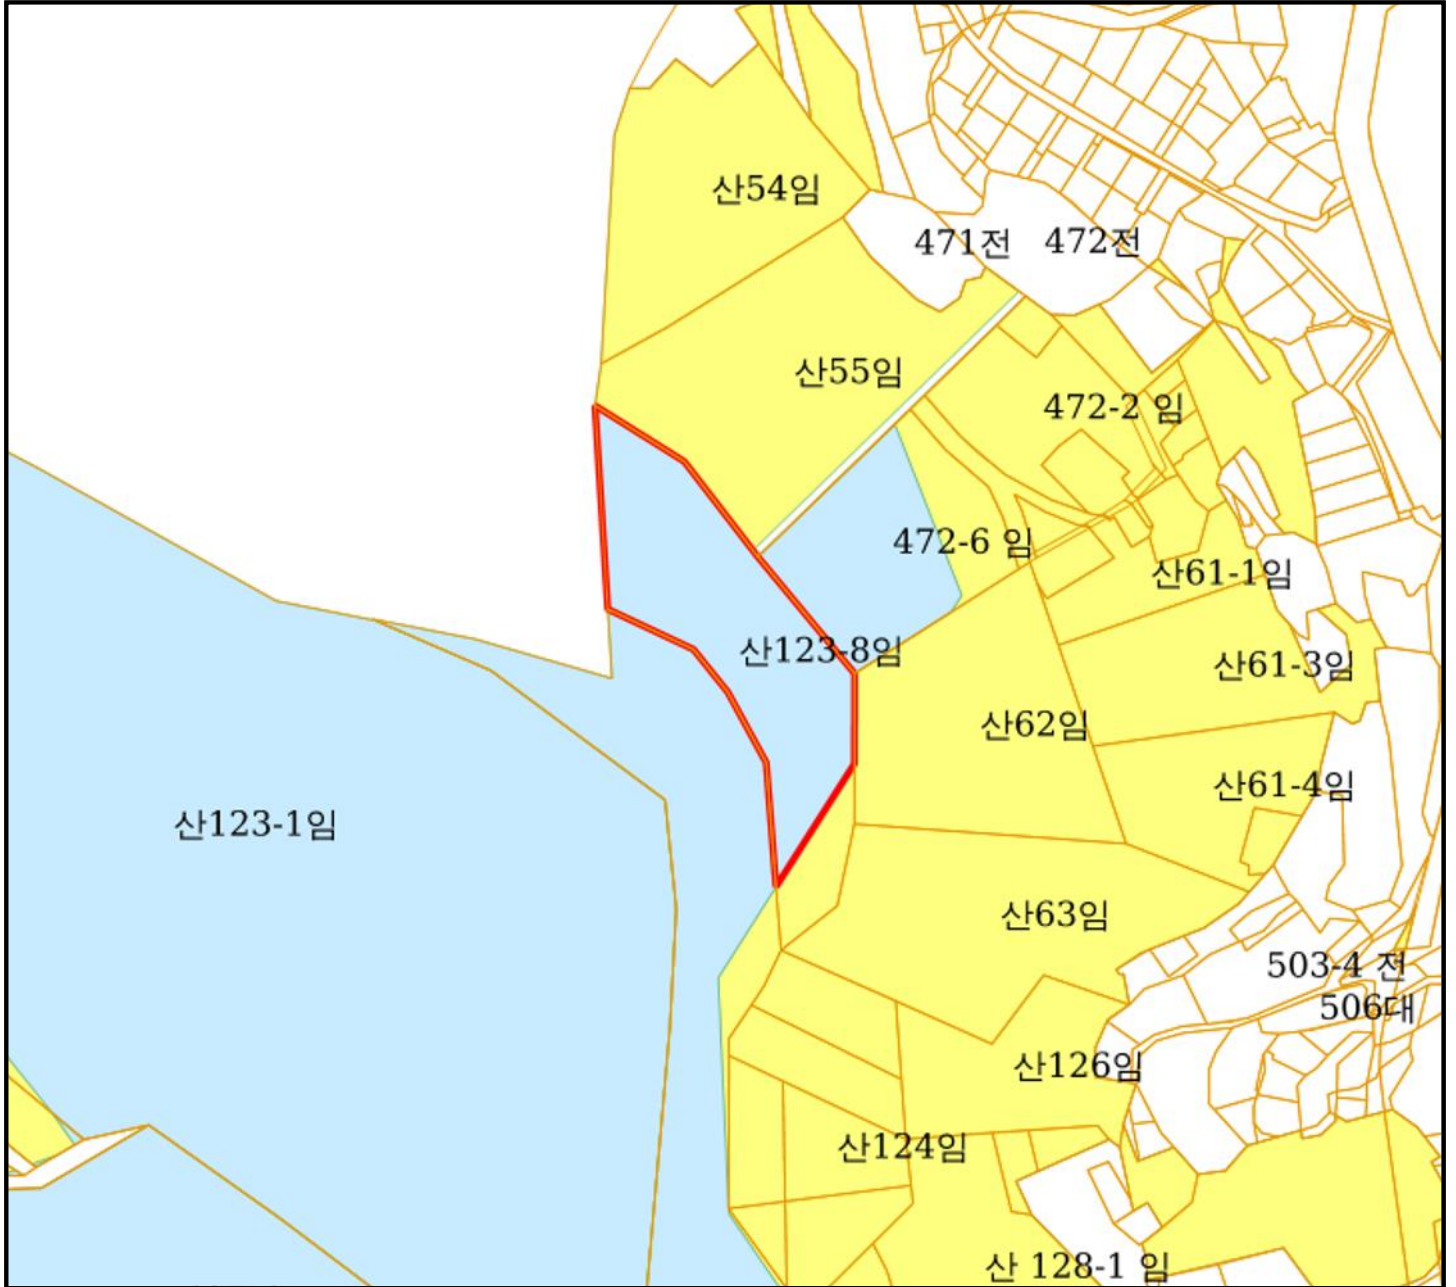 산54임
471전
472전
산55임
472-2 임
472-6 임
산61-1임
산123-8임
산61-3임
산62임
산61-4임
산123-1임
산63임
503-4 전
506대
산126임
산124임
산 128-1 임